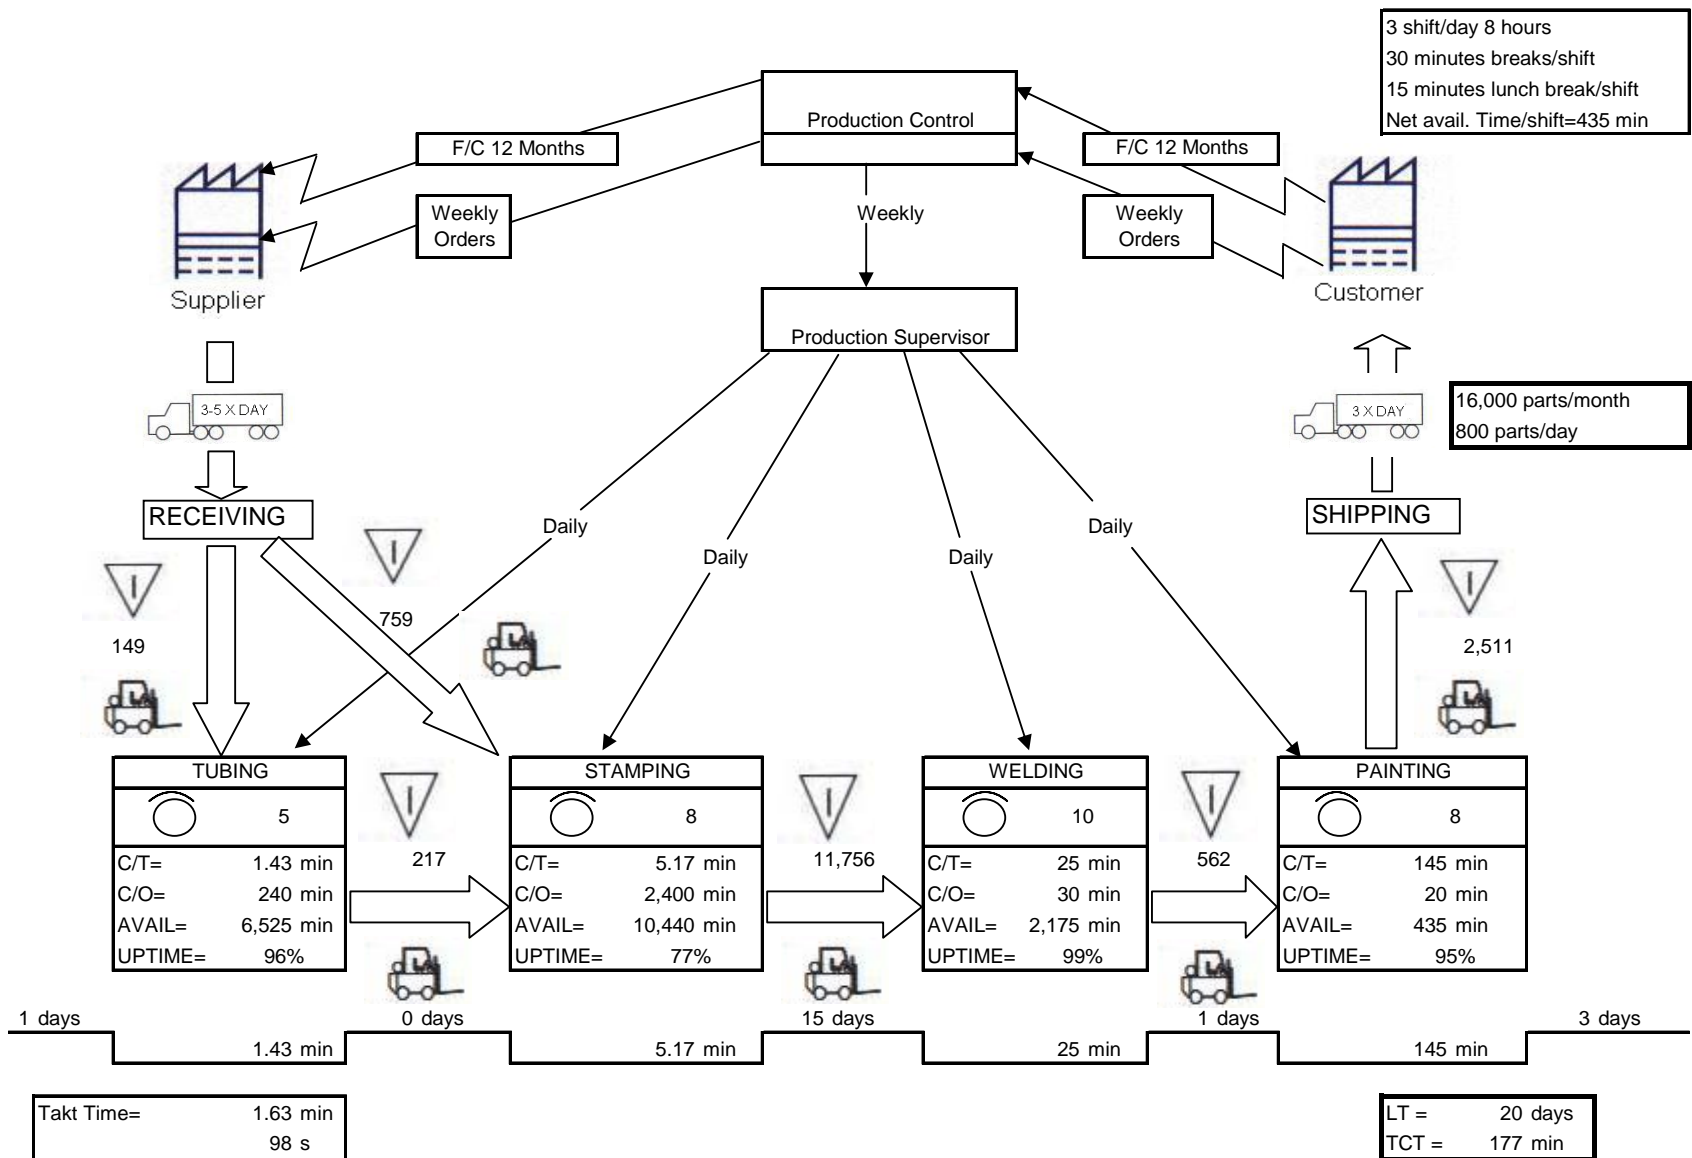 3 shift/day 8 hours
30 minutes breaks/shift
15 minutes lunch break/shift
Net avail. Time/shift=435 min
Production Control
F/C 12 Months
F/C 12 Months
Weekly
Orders
Weekly
Weekly
Orders
Supplier
Customer
Production Supervisor
3-5 X DAY
3 X DAY
16,000 parts/month
800 parts/day
RECEIVING
SHIPPING
Daily
Daily
Daily
Daily
I
I
I
149
759
2,511
TUBING
5
C/T= 1.43 min
C/O= 240 min
AVAIL= 6,525 min
UPTIME= 96%
I
217
STAMPING
8
C/T= 5.17 min
C/O= 2,400 min
AVAIL= 10,440 min
UPTIME= 77%
I
11,756
WELDING
10
C/T= 25 min
C/O= 30 min
AVAIL= 2,175 min
UPTIME= 99%
I
562
PAINTING
8
C/T= 145 min
C/O= 20 min
AVAIL= 435 min
UPTIME= 95%
1 days 0 days 15 days 1 days 3 days
1.43 min 5.17 min 25 min 145 min
Takt Time= 1.63 min
98 s
LT = 20 days
TCT = 177 min